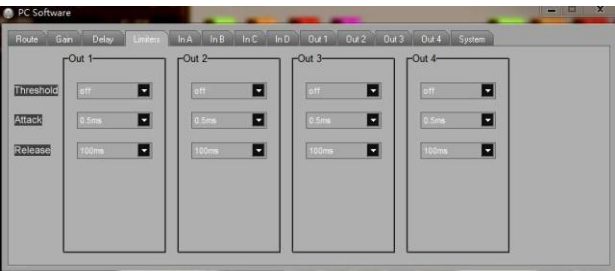 PC Software
Route Gain Delay Limiters In A In B In C In D Out 1 Out 2 Out 3 Out 4 System
Out 1 Out 2 Out 3 Out 4
Threshold off off off off
Attack 0.5ms 0.5ms 0.5ms 0.5ms
Release 100ms 100ms 100ms 100ms